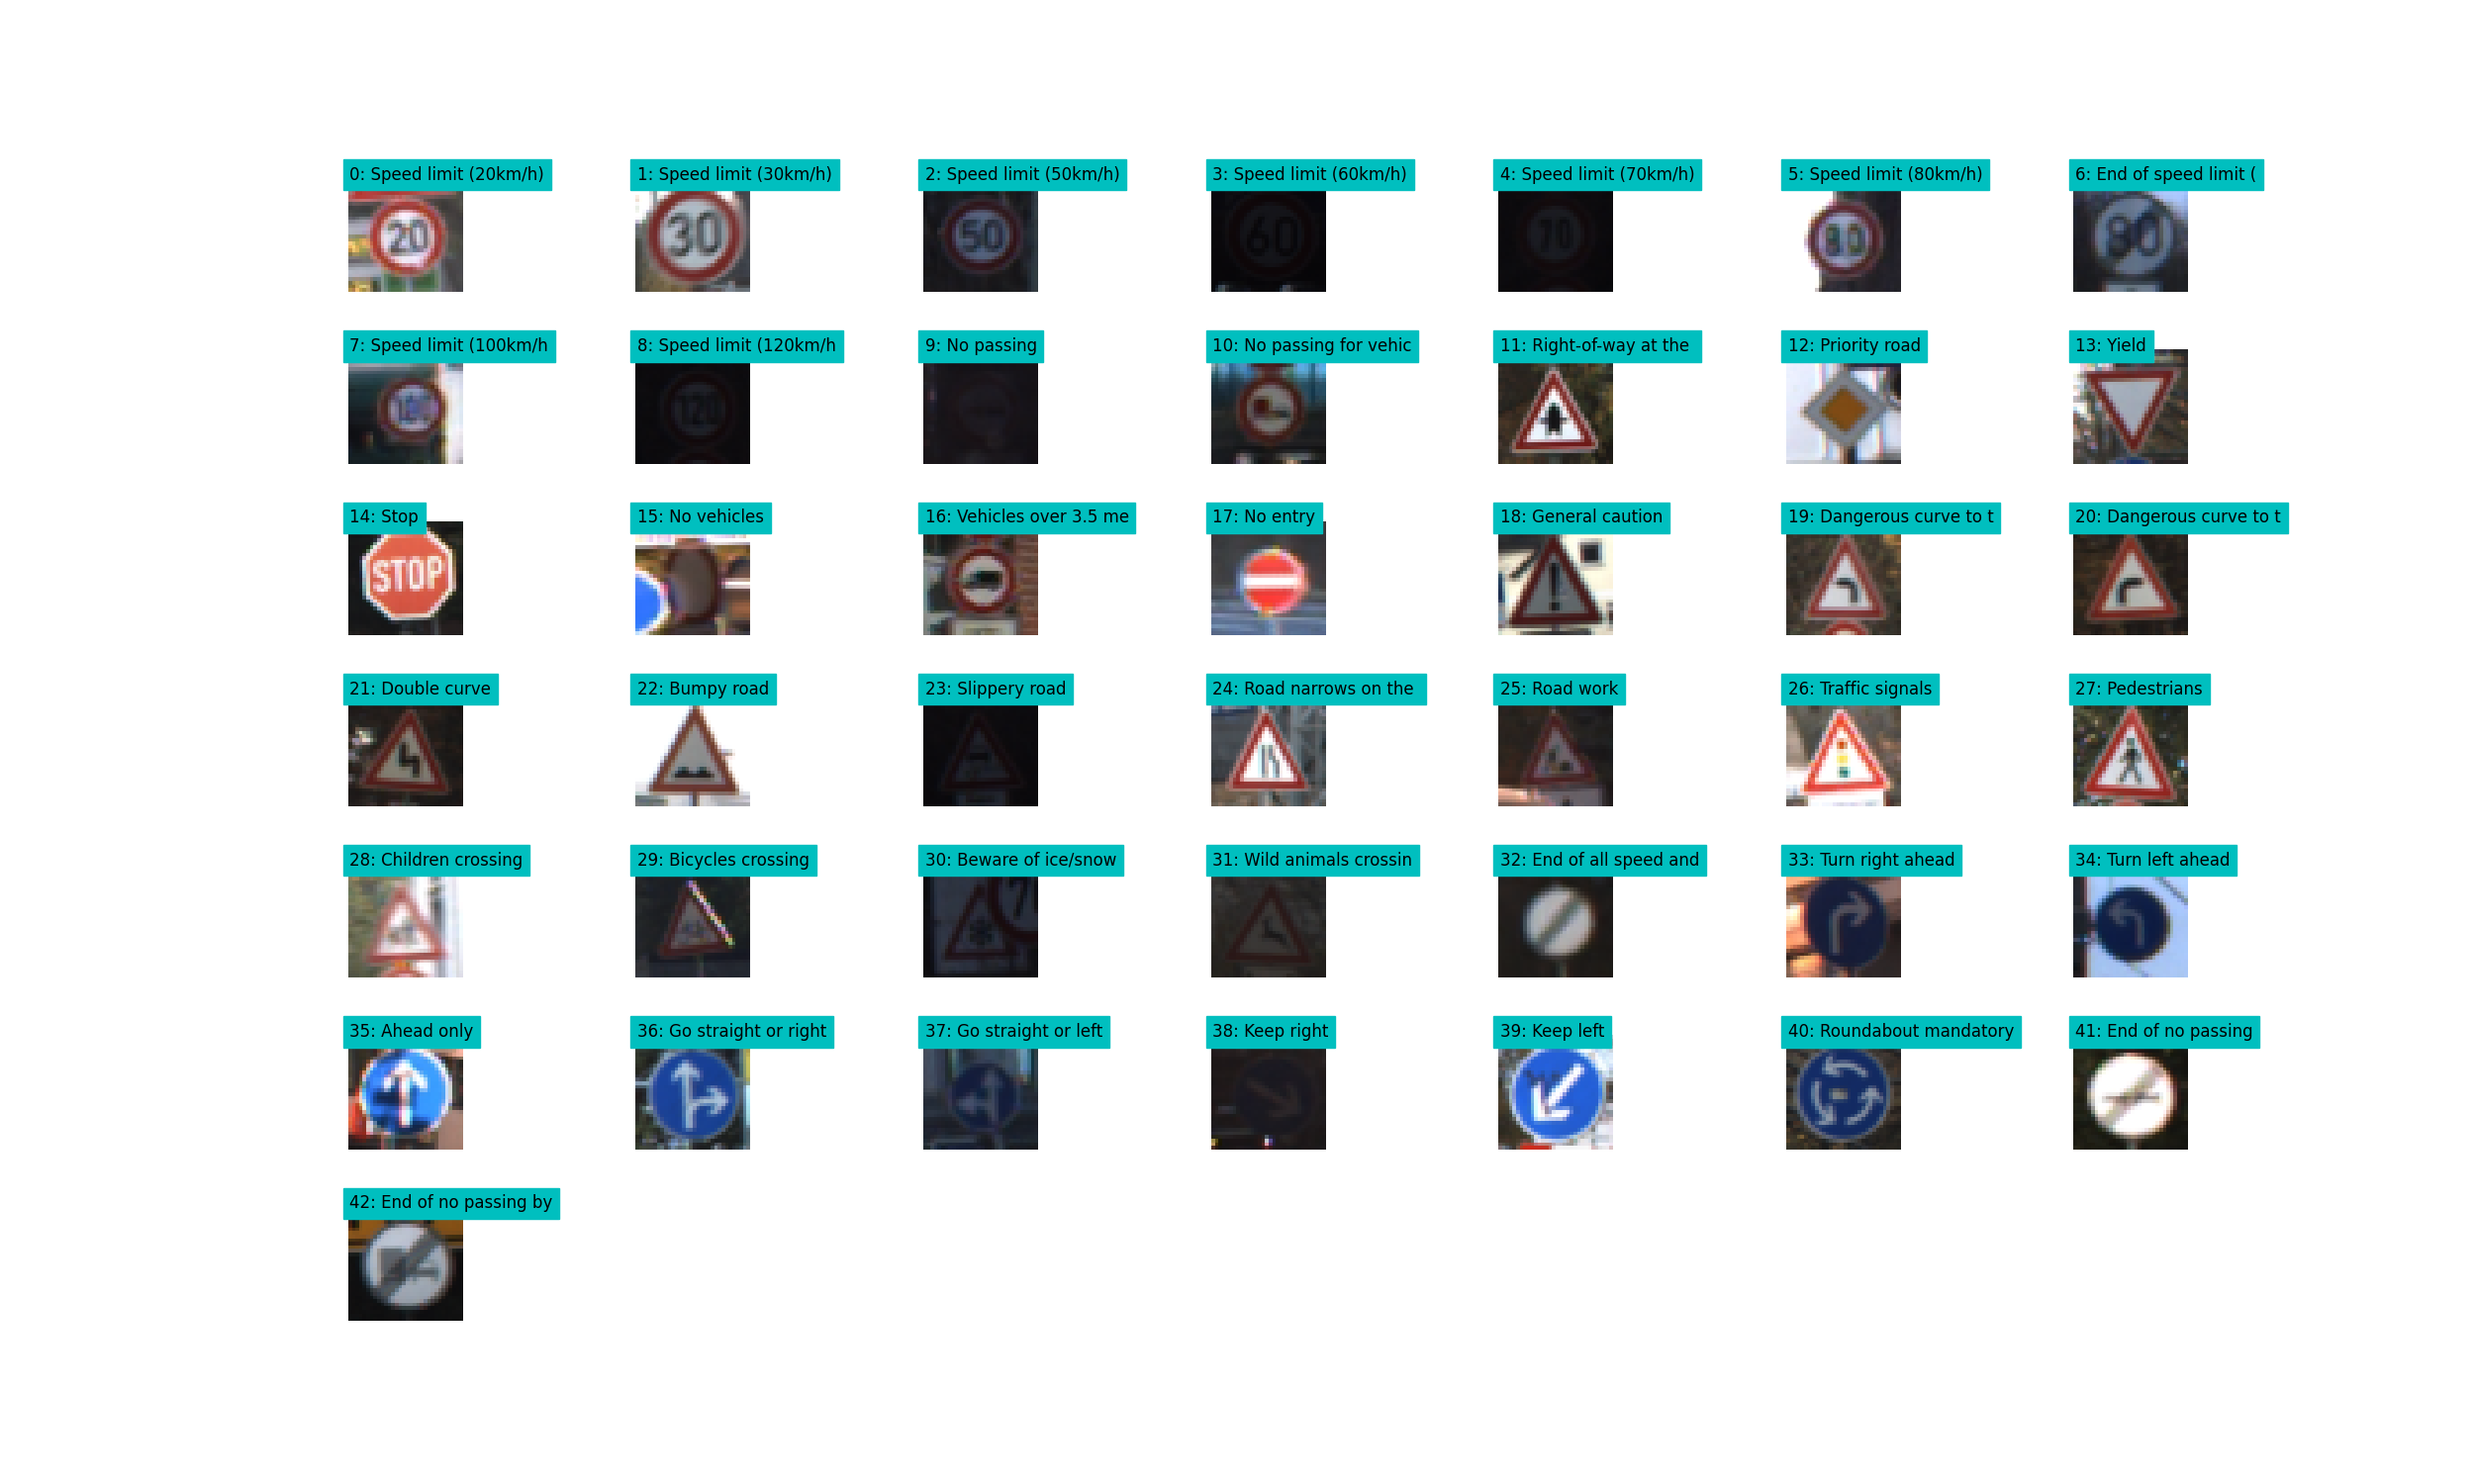 0: Speed limit (20km/h)
1: Speed limit (30km/h)
2: Speed limit (50km/h)
3: Speed limit (60km/h)
4: Speed limit (70km/h)
5: Speed limit (80km/h)
6: End of speed limit (
20
30
50
60
70
80
80
7: Speed limit (100km/h
8: Speed limit (120km/h
9: No passing
10: No passing for vehic
11: Right-of-way at the
12: Priority road
13: Yield
100
120
14: Stop
15: No vehicles
16: Vehicles over 3.5 me
17: No entry
18: General caution
19: Dangerous curve to t
20: Dangerous curve to t
STOP
21: Double curve
22: Bumpy road
23: Slippery road
24: Road narrows on the
25: Road work
26: Traffic signals
27: Pedestrians
28: Children crossing
29: Bicycles crossing
30: Beware of ice/snow
31: Wild animals crossin
32: End of all speed and
33: Turn right ahead
34: Turn left ahead
7
35: Ahead only
36: Go straight or right
37: Go straight or left
38: Keep right
39: Keep left
40: Roundabout mandatory
41: End of no passing
42: End of no passing by